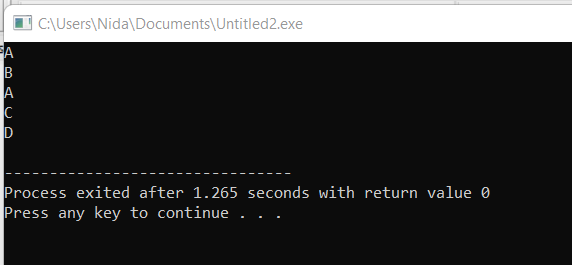 C:\Users\Nida\Documents\Untitled2.exe
A
B
A
C
D
--------------------------------
Process exited after 1.265 seconds with return value 0
Press any key to continue . . .